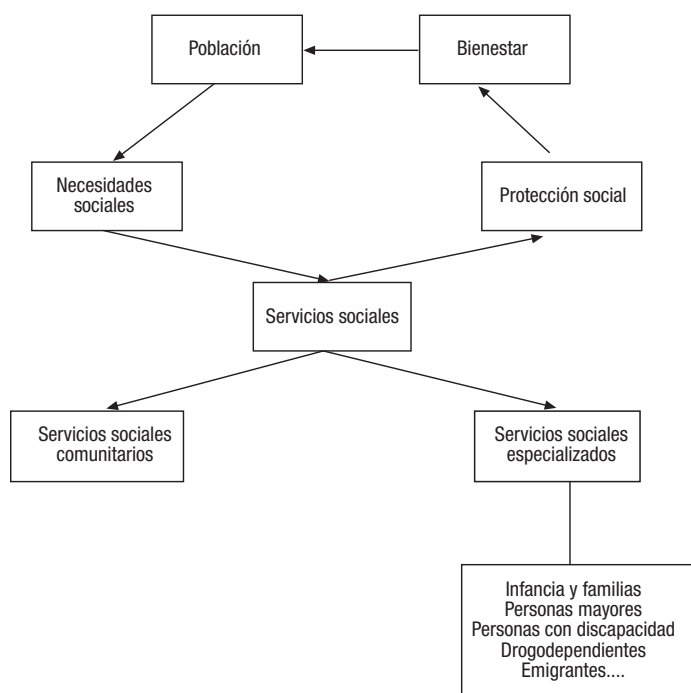 Población
Bienestar
Necesidades
sociales
Protección social
Servicios sociales
Servicios sociales
comunitarios
Servicios sociales
especializados
Infancia y familias
Personas mayores
Personas con discapacidad
Drogodependientes
Emigrantes....